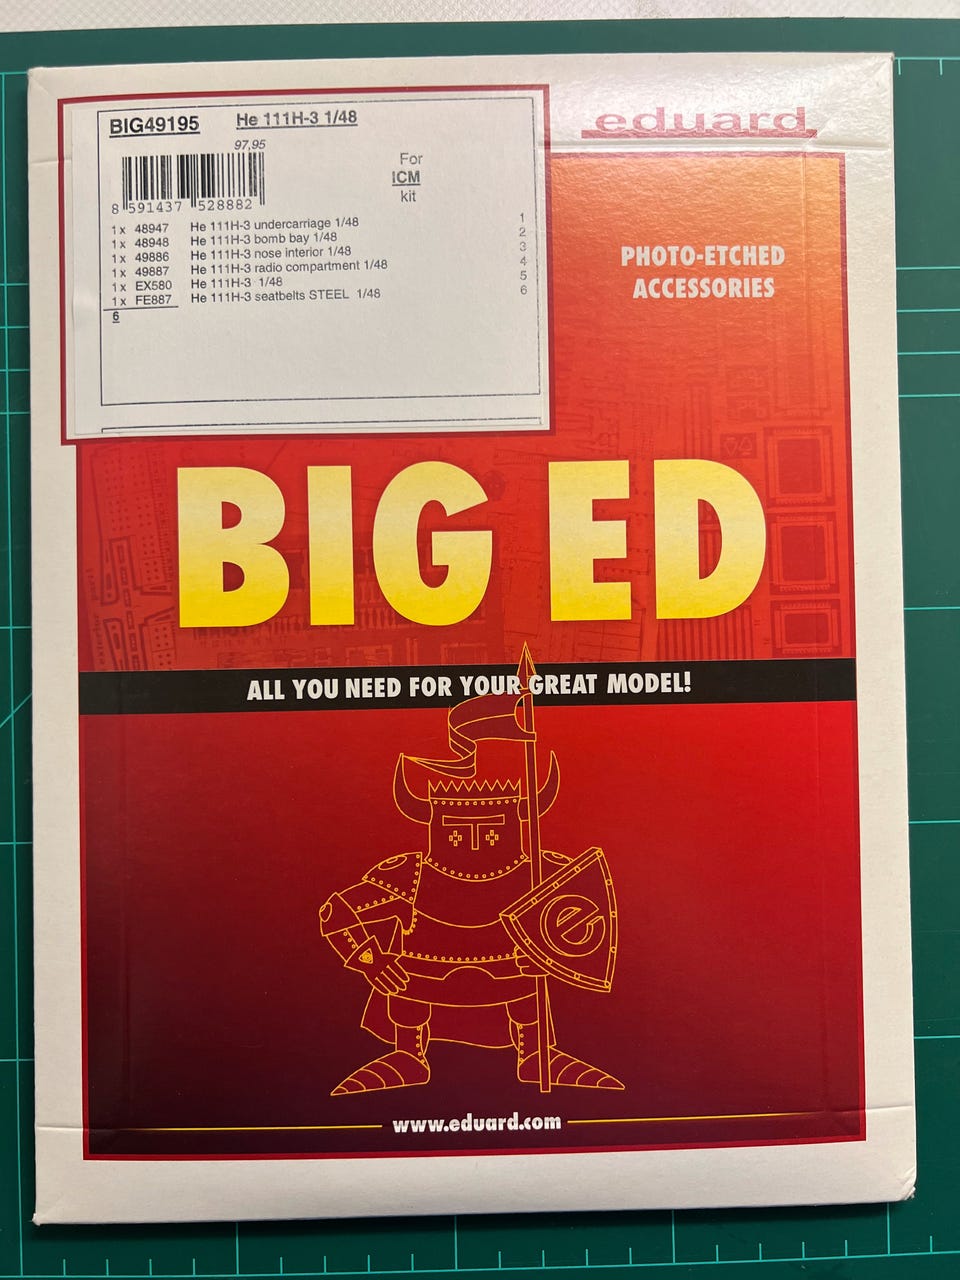 BIG49195 He 111H-3 1/48
97,95
8 591437 528882
For
ICM
kit
1 x 48947 He 111H-3 undercarriage 1/48 1
1 x 48948 He 111H-3 bomb bay 1/48 2
1 x 49886 He 111H-3 nose interior 1/48 3
1 x 49887 He 111H-3 radio compartment 1/48 4
1 x EX580 He 111H-3 1/48 5
1 x FE887 He 111H-3 seatbelts STEEL 1/48 6
6
eduard
PHOTO-ETCHED
ACCESSORIES
BIG ED
ALL YOU NEED FOR YOUR GREAT MODEL!
e
www.eduard.com